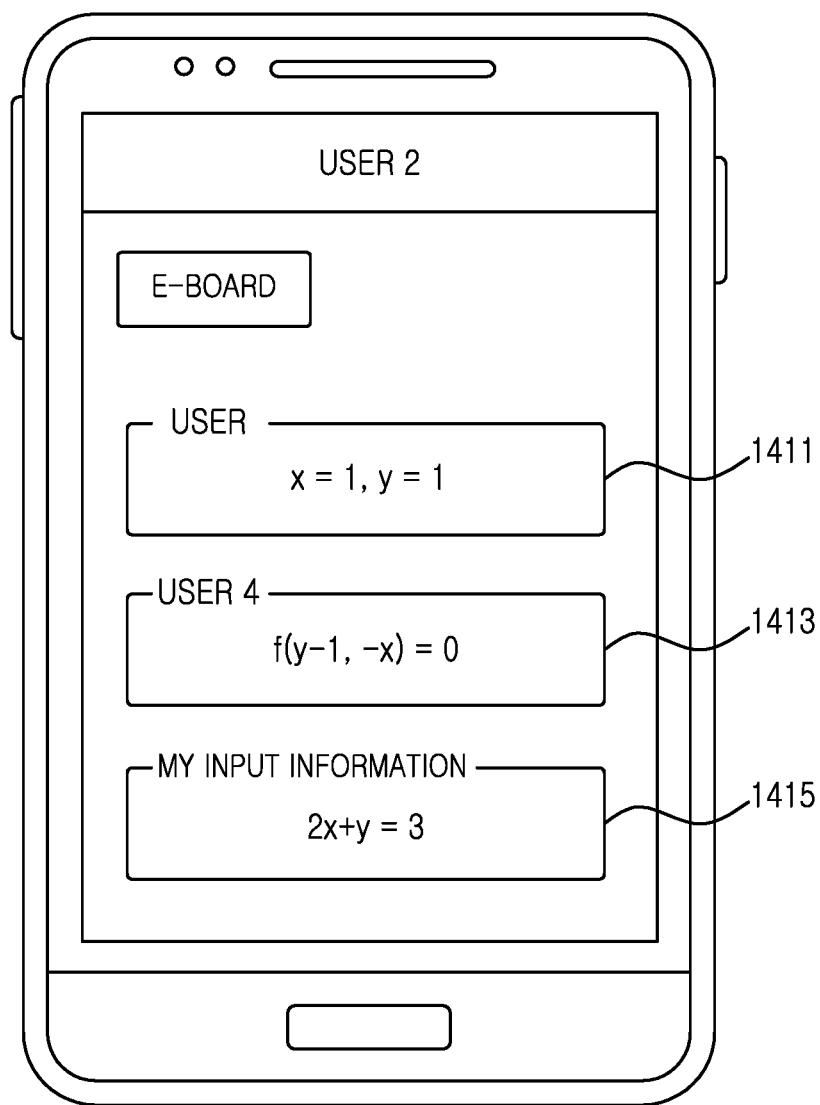 USER 2
E-BOARD
USER
x = 1, y = 1
1411
USER 4
f(y-1, -x) = 0
1413
MY INPUT INFORMATION
2x+y = 3
1415